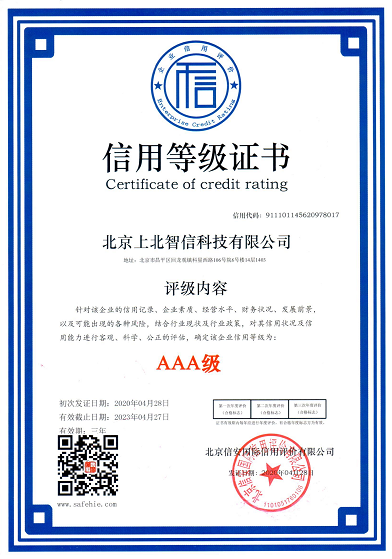 企业信用评价
信
Enterprise Credit Rating
信用等级证书
Certificate of credit rating
信用代码：911101145620978017
北京上北智信科技有限公司
地址：北京市昌平区回龙观镇科星西路106号院6号楼14层1403
评级内容
针对该企业的信用记录、企业素质、经营水平、财务状况、发展前景，
以及可能出现的各种风险，结合行业现状及行业政策，对其信用状况及信
用能力进行客观、科学、公正的评估，确定该企业信用等级为：
AAA级
初次发证日期：2020年04月28日
有效截止日期：2023年04月27日
有效期：三年
第一次年度评价
（合格标志）
第二次年度评价
（合格标志）
第三次年度评价
（合格标志）
北京信安国际信用评价有限公司
发证日期：2020年04月28日
www.safehie.com